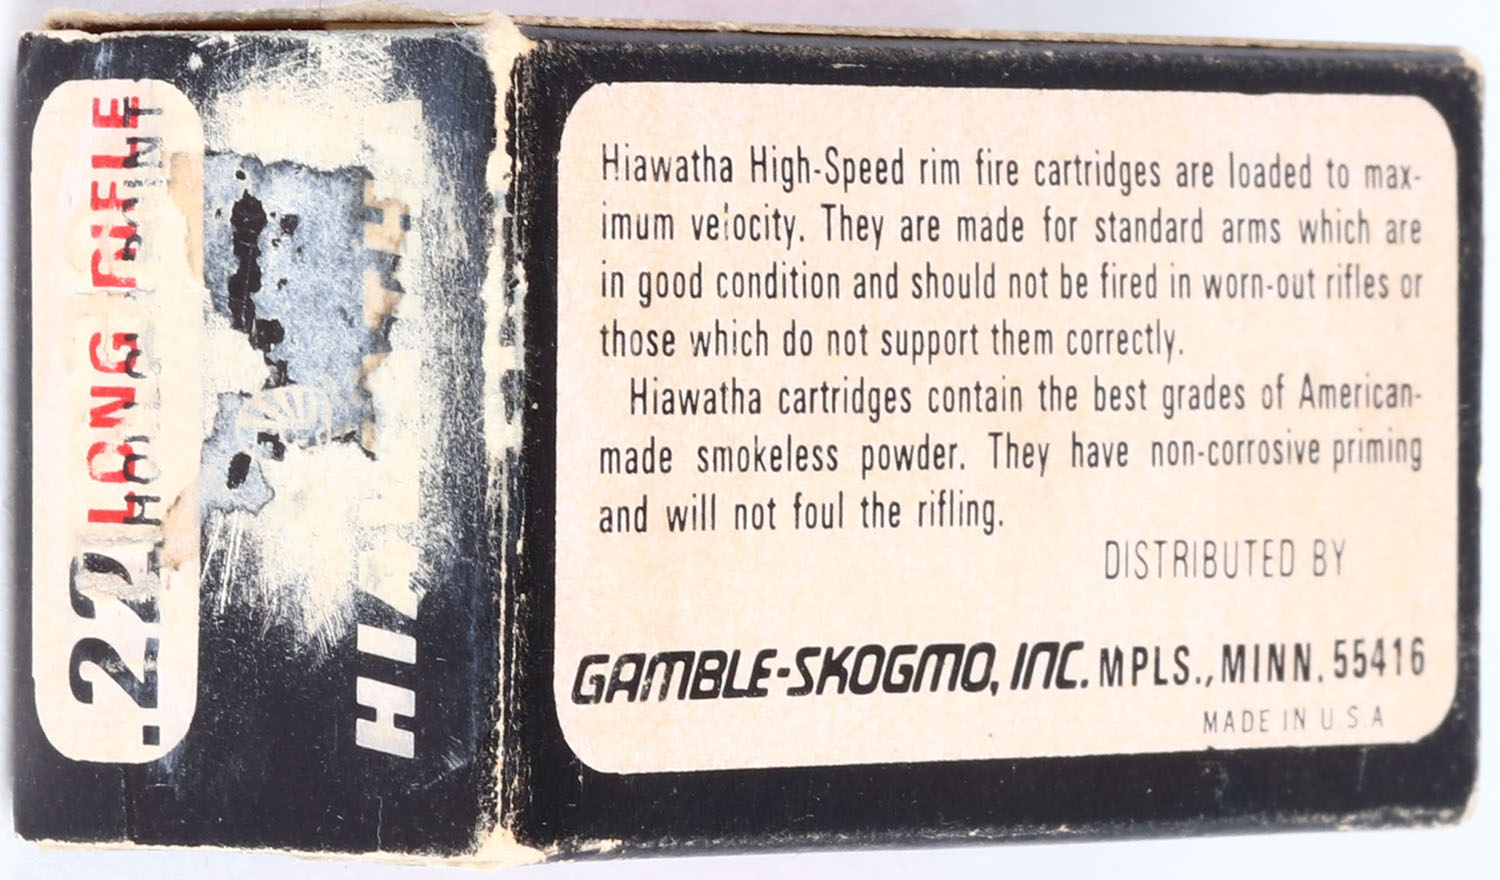 .22 LONG RIFLE
HOLLOW POINT
Hiawatha High-Speed rim fire cartridges are loaded to max-
imum velocity. They are made for standard arms which are
in good condition and should not be fired in worn-out rifles or
those which do not support them correctly.
Hiawatha cartridges contain the best grades of American-
made smokeless powder. They have non-corrosive priming
and will not foul the rifling.
DISTRIBUTED BY
GAMBLE-SKOGMO, INC. MPLS., MINN. 55416
MADE IN U.S.A